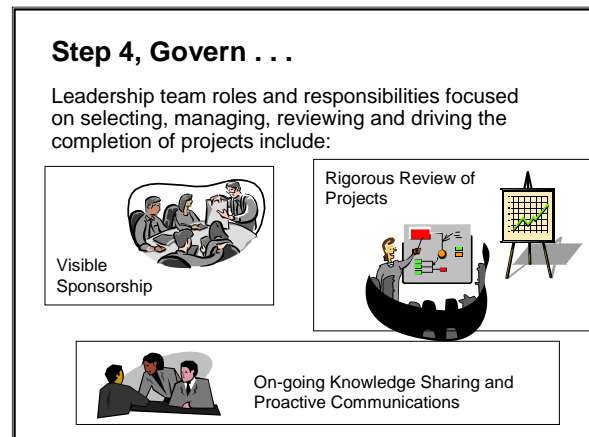 Step 4, Govern . . .
Leadership team roles and responsibilities focused
on selecting, managing, reviewing and driving the
completion of projects include:
Visible
Sponsorship
Rigorous Review of
Projects
On-going Knowledge Sharing and
Proactive Communications